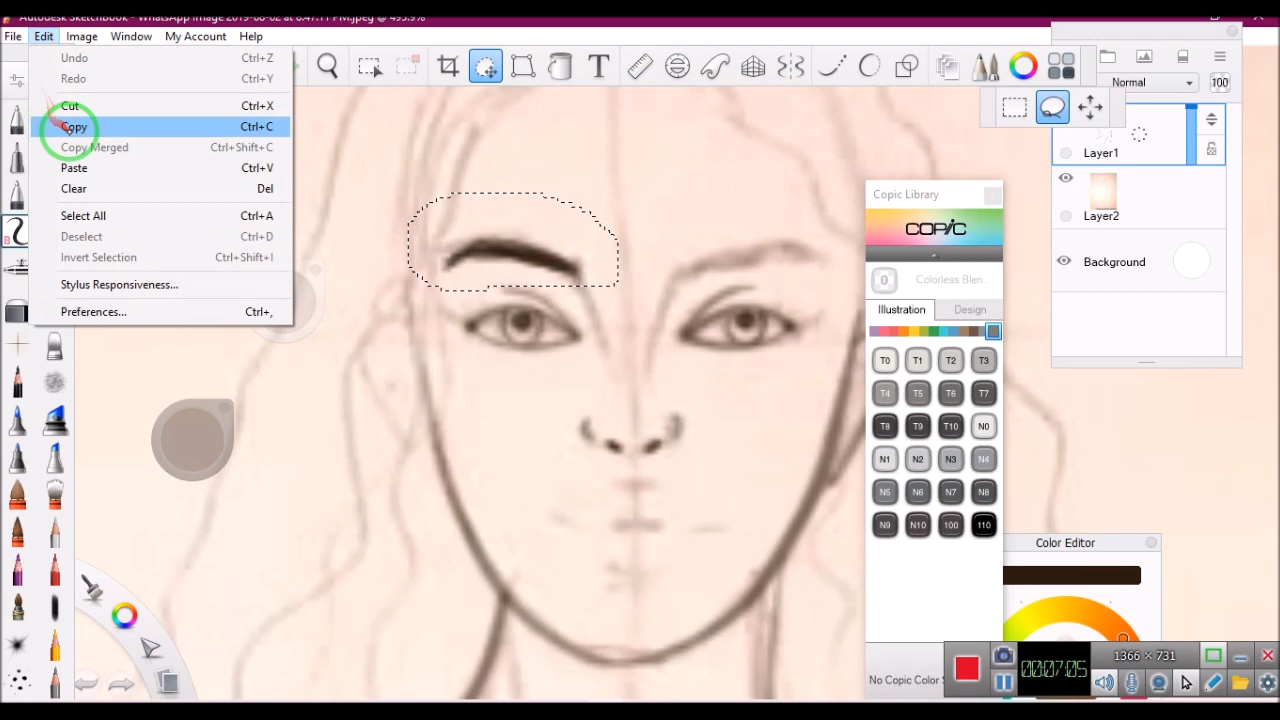 Autodesk SketchBook - WhatsApp Image 2019-08-02 at 8.47.11 PM.jpeg @ 495.9%
File Edit Image Window My Account Help
Undo Ctrl+Z
Redo Ctrl+Y
Cut Ctrl+X
Copy Ctrl+C
Copy Merged Ctrl+Shift+C
Paste Ctrl+V
Clear Del
Select All Ctrl+A
Deselect Ctrl+D
Invert Selection Ctrl+Shift+I
Stylus Responsiveness...
Preferences... Ctrl+,
T
B
Normal 100
Layer1
Layer2
Background
Copic Library
COPIC
0 Colorless Blen...
Illustration Design
T0 T1 T2 T3
T4 T5 T6 T7
T8 T9 T10 N0
N1 N2 N3 N4
N5 N6 N7 N8
N9 N10 100 110
No Copic Color
Color Editor
1366 × 731
00:07:05